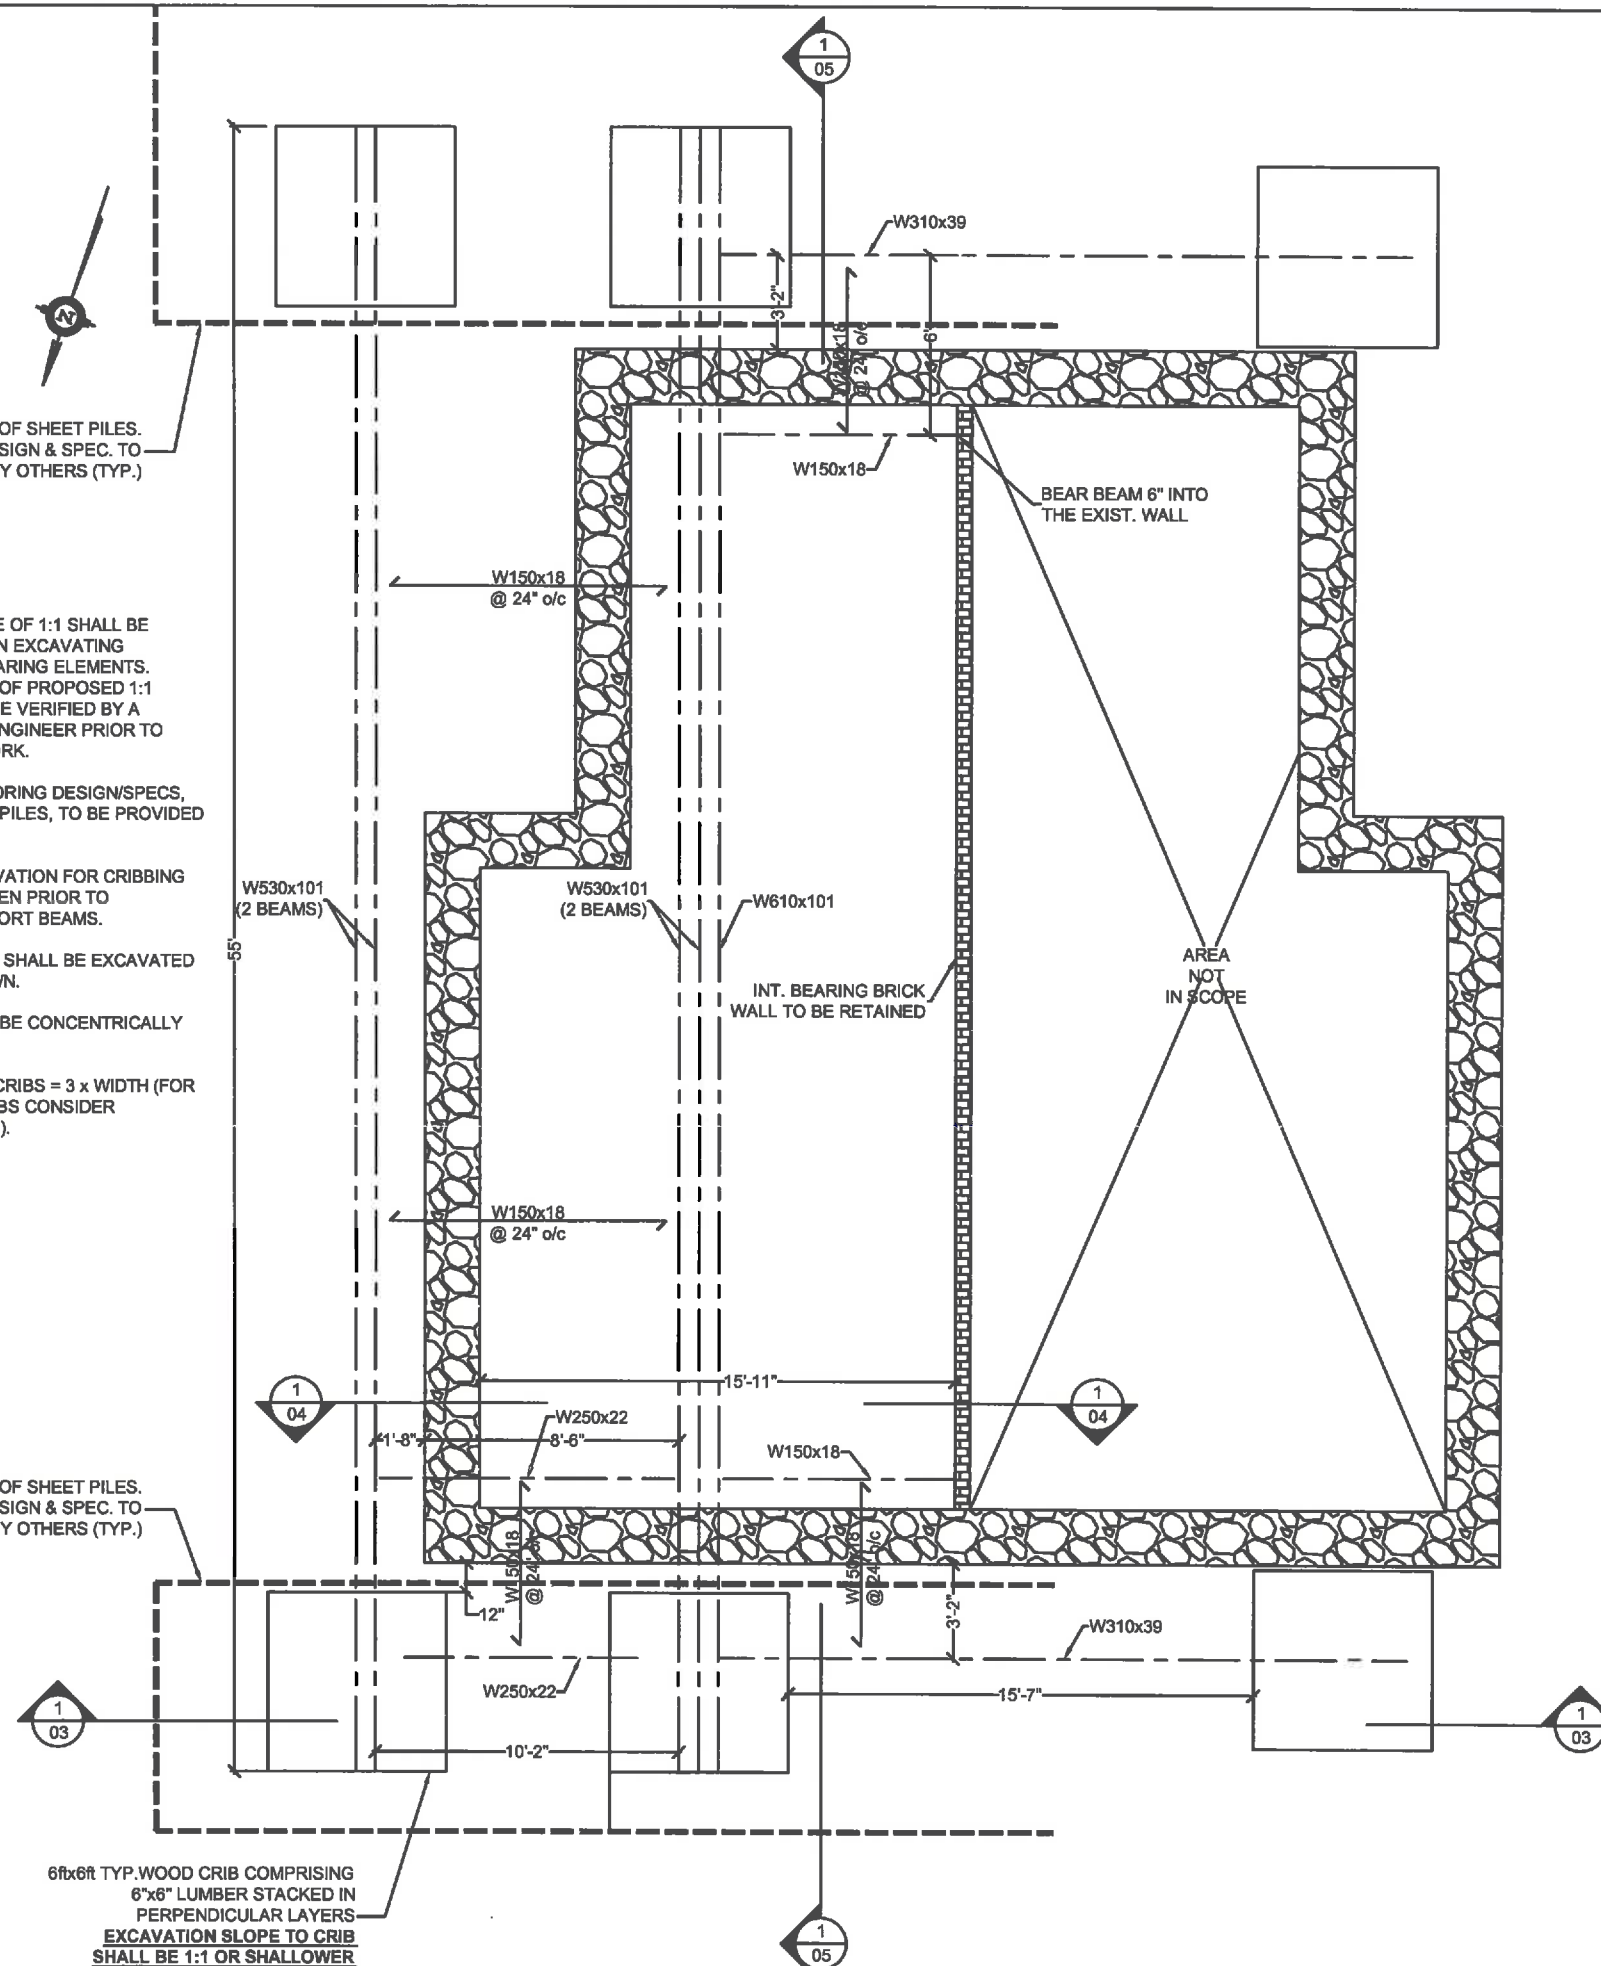 1
05
W310x39
3'-2"
6'
@ 24" o/c
N
OF SHEET PILES.
SIGN & SPEC. TO
Y OTHERS (TYP.)
W150x18
BEAR BEAM 6" INTO
THE EXIST. WALL
W150x18
@ 24" o/c
E OF 1:1 SHALL BE
N EXCAVATING
ARING ELEMENTS.
OF PROPOSED 1:1
E VERIFIED BY A
NGINEER PRIOR TO
RK.
ORING DESIGN/SPECS,
PILES, TO BE PROVIDED
VATION FOR CRIBBING
EN PRIOR TO
ORT BEAMS.
W530x101
(2 BEAMS)
W530x101
(2 BEAMS)
W610x101
55'
SHALL BE EXCAVATED
WN.
AREA
NOT
IN SCOPE
INT. BEARING BRICK
WALL TO BE RETAINED
BE CONCENTRICALLY
CRIBS = 3 x WIDTH (FOR
BS CONSIDER
).
W150x18
@ 24" o/c
15'-11"
1
04
1
04
W250x22
1'-8"
8'-6"
W150x18
OF SHEET PILES.
SIGN & SPEC. TO
Y OTHERS (TYP.)
W150x18
@ 24" o/c
W150x18
@ 24" o/c
12"
3'-2"
W310x39
W250x22
15'-7"
1
03
1
03
10'-2"
6ftx6ft TYP.WOOD CRIB COMPRISING
6"x6" LUMBER STACKED IN
PERPENDICULAR LAYERS
EXCAVATION SLOPE TO CRIB
SHALL BE 1:1 OR SHALLOWER
1
05